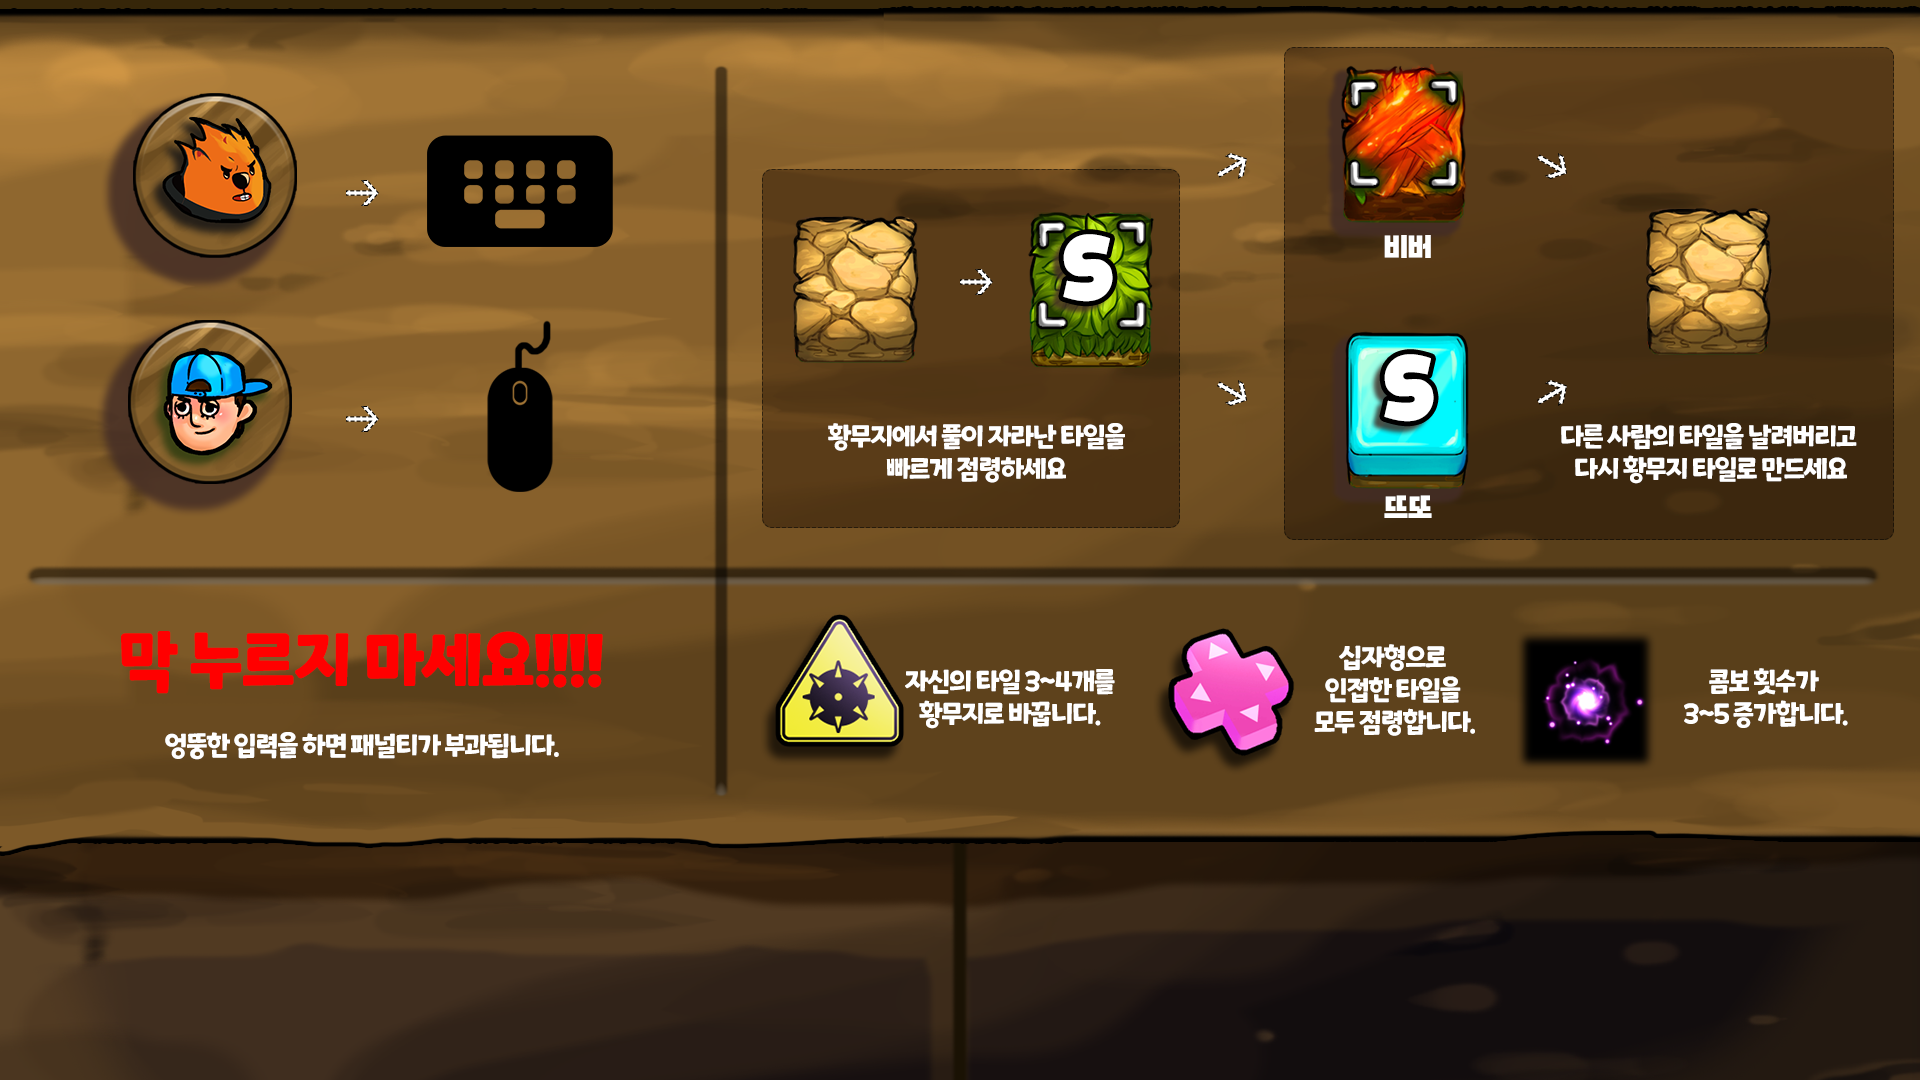 S
황무지에서 풀이 자라난 타일을
빠르게 점령하세요
비버
S
뜨또
다른 사람의 타일을 날려버리고
다시 황무지 타일로 만드세요
막 누르지 마세요!!!!
엉뚱한 입력을 하면 패널티가 부과됩니다.
자신의 타일 3~4개를
황무지로 바꿉니다.
십자형으로
인접한 타일을
모두 점령합니다.
콤보 횟수가
3~5 증가합니다.